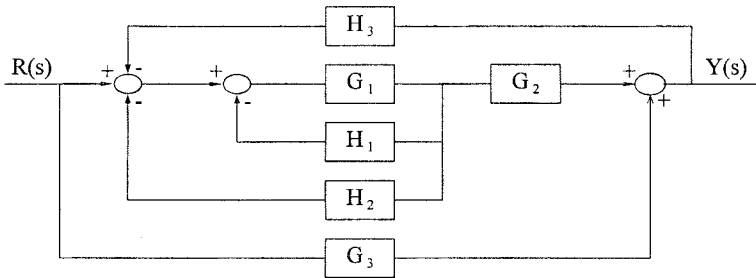 H₃
R(s) + - + G₁ G₂ + Y(s)
- - +
H₁
H₂
G₃